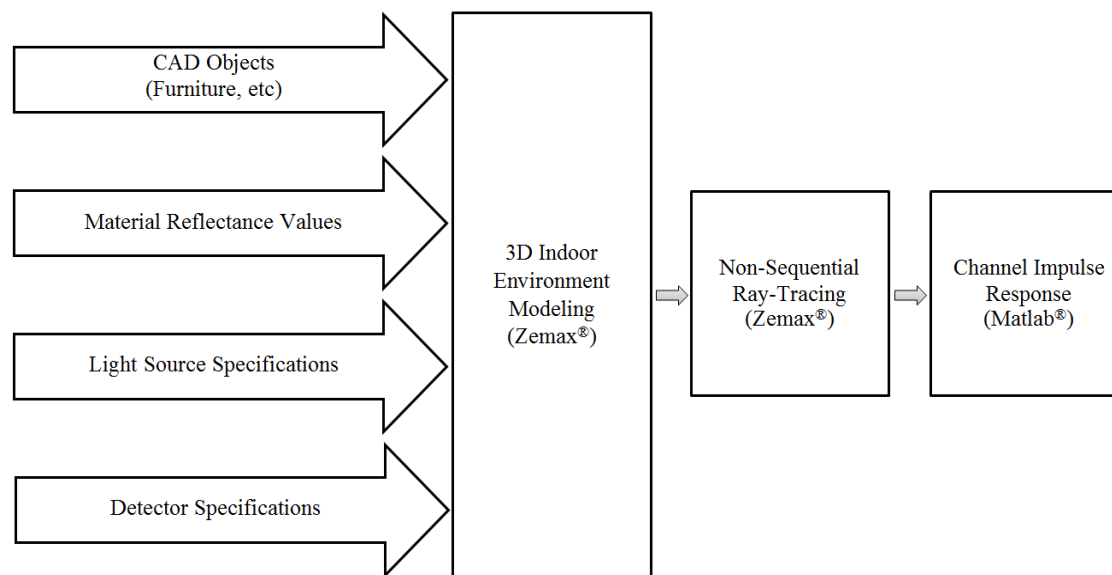 CAD Objects
(Furniture, etc)
Material Reflectance Values
Light Source Specifications
Detector Specifications
3D Indoor
Environment
Modeling
(Zemax®)
Non-Sequential
Ray-Tracing
(Zemax®)
Channel Impulse
Response
(Matlab®)